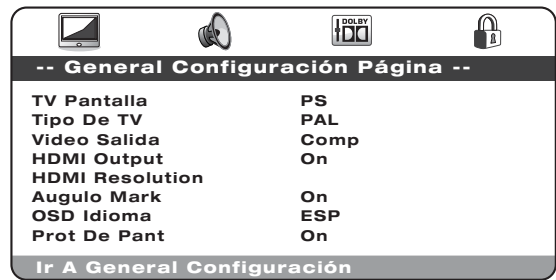 DOLBY
-- General Configuración Página --
TV Pantalla PS
Tipo De TV PAL
Video Salida Comp
HDMI Output On
HDMI Resolution
Augulo Mark On
OSD Idioma ESP
Prot De Pant On
Ir A General Configuración